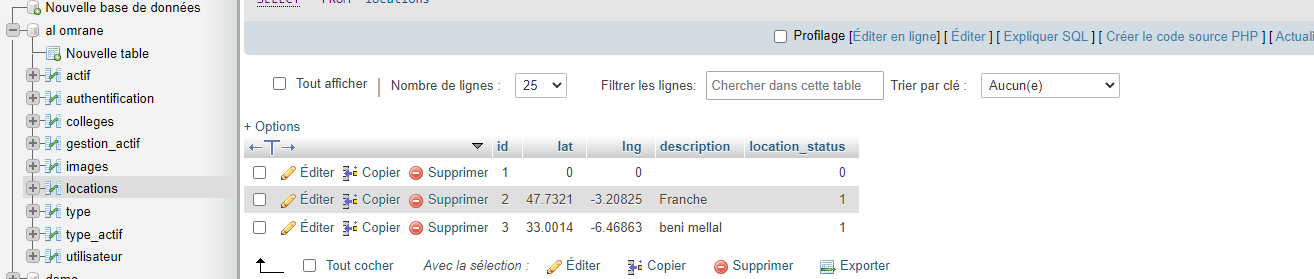 Nouvelle base de données
al omrane
Nouvelle table
actif
authentification
colleges
gestion_actif
images
locations
type
type_actif
utilisateur
SELECT * FROM `locations`
Profilage [Éditer en ligne] [ Éditer ] [ Expliquer SQL ] [ Créer le code source PHP ] [ Actuali
Tout afficher | Nombre de lignes : 25 Filtrer les lignes: Chercher dans cette table Trier par clé : Aucun(e)
+ Options
←T→ id lat lng description location_status
Éditer Copier Supprimer 1 0 0 0
Éditer Copier Supprimer 2 47.7321 -3.20825 Franche 1
Éditer Copier Supprimer 3 33.0014 -6.46863 beni mellal 1
Tout cocher Avec la sélection : Éditer Copier Supprimer Exporter